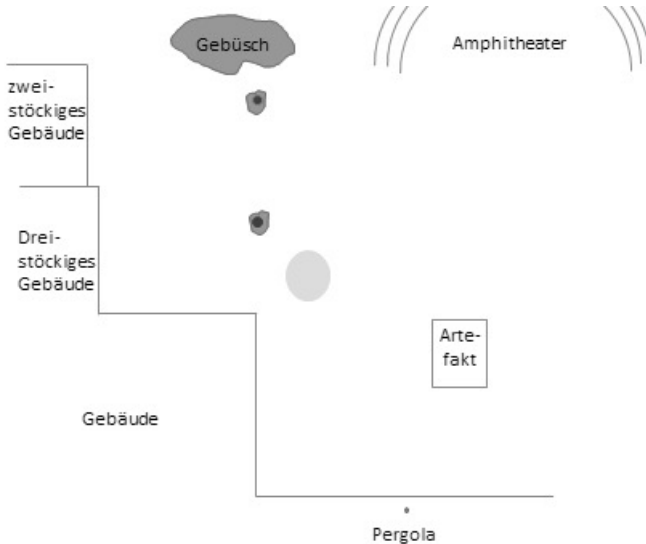 Gebüsch
Amphitheater
zwei-
stöckiges
Gebäude
Drei-
stöckiges
Gebäude
Arte-
fakt
Gebäude
Pergola